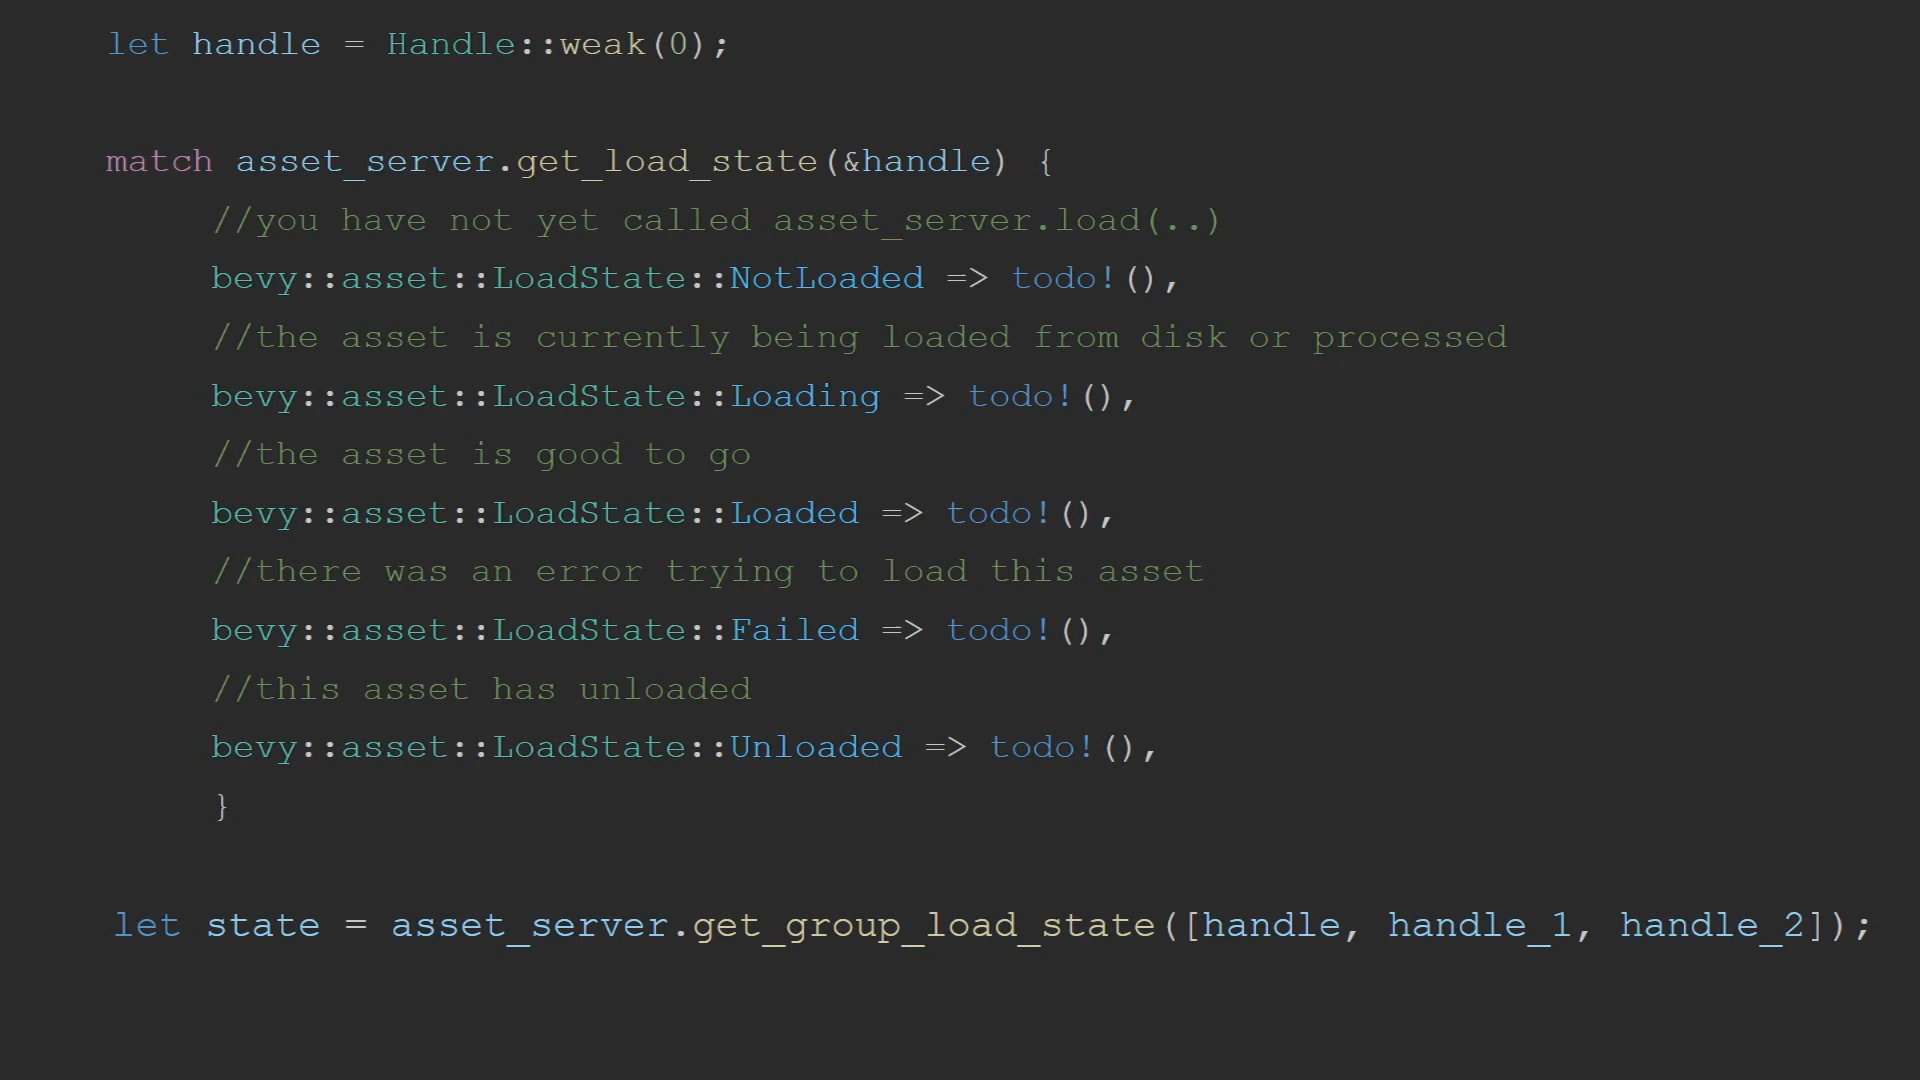 let handle = Handle::weak(0);
match asset_server.get_load_state(&handle) {
//you have not yet called asset_server.load(..)
bevy::asset::LoadState::NotLoaded => todo!(),
//the asset is currently being loaded from disk or processed
bevy::asset::LoadState::Loading => todo!(),
//the asset is good to go
bevy::asset::LoadState::Loaded => todo!(),
//there was an error trying to load this asset
bevy::asset::LoadState::Failed => todo!(),
//this asset has unloaded
bevy::asset::LoadState::Unloaded => todo!(),
}
let state = asset_server.get_group_load_state([handle, handle_1, handle_2]);